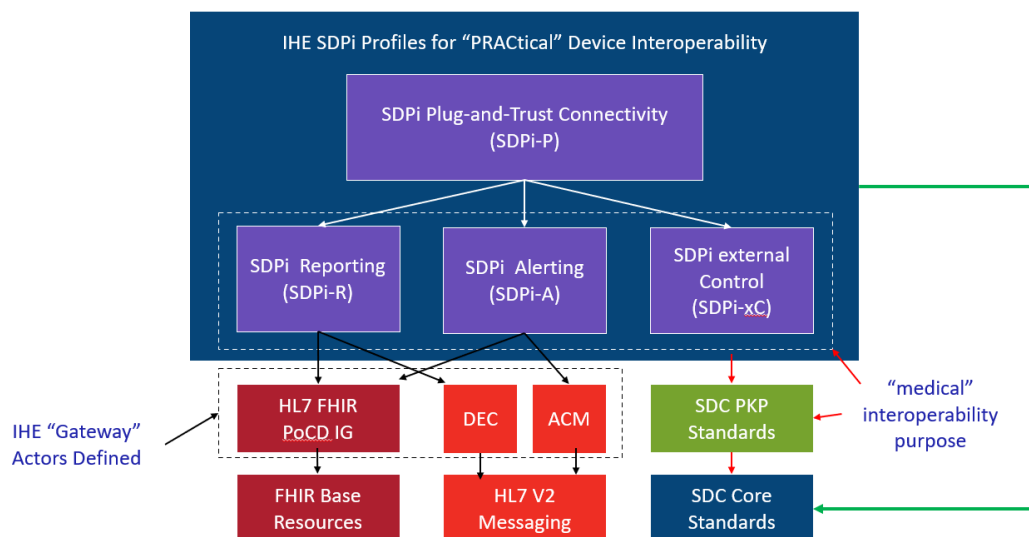 IHE SDPi Profiles for “PRACtical” Device Interoperability
SDPi Plug-and-Trust Connectivity
(SDPi-P)
SDPi Reporting
(SDPi-R)
SDPi Alerting
(SDPi-A)
SDPi external
Control
(SDPi-xC)
IHE “Gateway”
Actors Defined
HL7 FHIR
PoCD IG
DEC
ACM
SDC PKP
Standards
“medical”
interoperability
purpose
FHIR Base
Resources
HL7 V2
Messaging
SDC Core
Standards